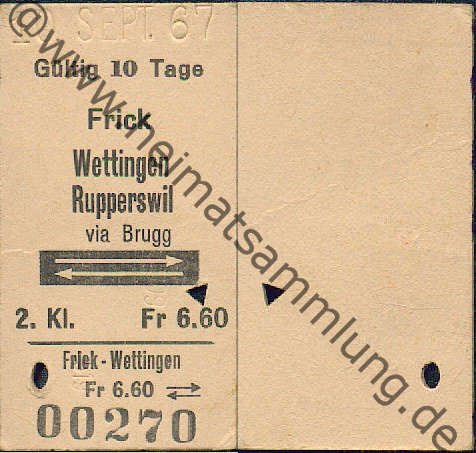 SEPT. 67
Gültig 10 Tage
Frick
Wettingen
Rupperswil
via Brugg
2. Kl. Fr 6.60
Frick-Wettingen
Fr 6.60
00270
@www.heimatsammlung.de